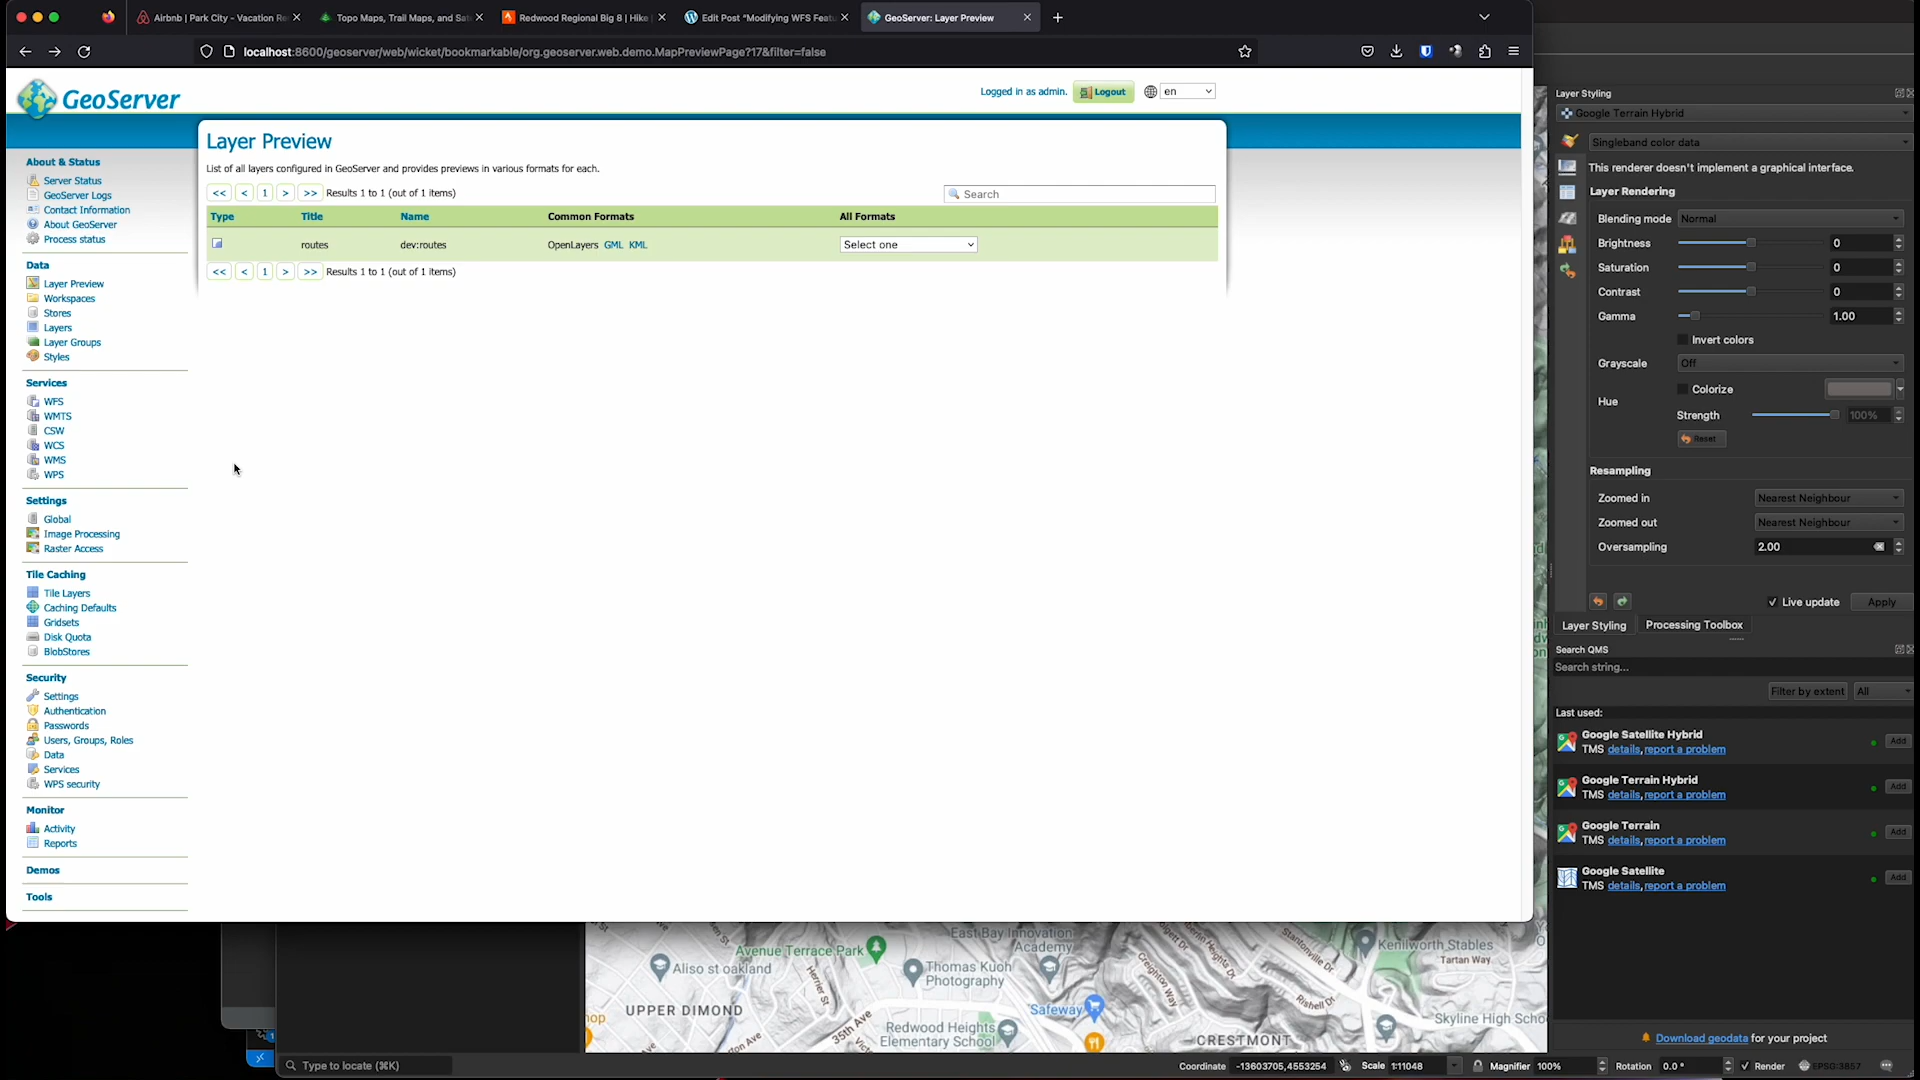 Airbnb | Park City - Vacation Re
Topo Maps, Trail Maps, and Sat
Redwood Regional Big 8 | Hike
Edit Post "Modifying WFS Featu
GeoServer: Layer Preview
localhost:8600/geoserver/web/wicket/bookmarkable/org.geoserver.web.demo.MapPreviewPage?17&filter=false
GeoServer
Logged in as admin.
Logout
en
About & Status
Server Status
GeoServer Logs
Contact Information
About GeoServer
Process status
Data
Layer Preview
Workspaces
Stores
Layers
Layer Groups
Styles
Services
WFS
WMTS
CSW
WCS
WMS
WPS
Settings
Global
Image Processing
Raster Access
Tile Caching
Tile Layers
Caching Defaults
Gridsets
Disk Quota
BlobStores
Security
Settings
Authentication
Passwords
Users, Groups, Roles
Data
Services
WPS security
Monitor
Activity
Reports
Demos
Tools
Layer Preview
List of all layers configured in GeoServer and provides previews in various formats for each.
<< < 1 > >> Results 1 to 1 (out of 1 items)
Search
Type Title Name Common Formats All Formats
routes dev:routes OpenLayers GML KML Select one
<< < 1 > >> Results 1 to 1 (out of 1 items)
Layer Styling
Google Terrain Hybrid
Singleband color data
This renderer doesn't implement a graphical interface.
Layer Rendering
Blending mode Normal
Brightness 0
Saturation 0
Contrast 0
Gamma 1.00
Invert colors
Grayscale Off
Hue
Colorize
Strength 100%
Reset
Resampling
Zoomed in Nearest Neighbour
Zoomed out Nearest Neighbour
Oversampling 2.00
Live update Apply
Layer Styling Processing Toolbox
Search QMS
Search string...
Filter by extent All
Last used:
Google Satellite Hybrid
TMS details, report a problem
Add
Google Terrain Hybrid
TMS details, report a problem
Add
Google Terrain
TMS details, report a problem
Add
Google Satellite
TMS details, report a problem
Add
Download geodata for your project
Avenue Terrace Park
East Bay Innovation
Academy
Aliso st oakland
Thomas Kuoh
Photography
Herrier St
Creighton Way
Stantonville Dr
Kenilworth Stables
Tartan Way
UPPER DIMOND
Safeway
Rishell Dr
35th Ave
Redwood Heights
Elementary School
CRESTMONT
Skyline High Scho
Type to locate (⌘K)
Coordinate -13603705,4553254
Scale 1:11048
Magnifier 100%
Rotation 0.0 °
Render
EPSG:3857